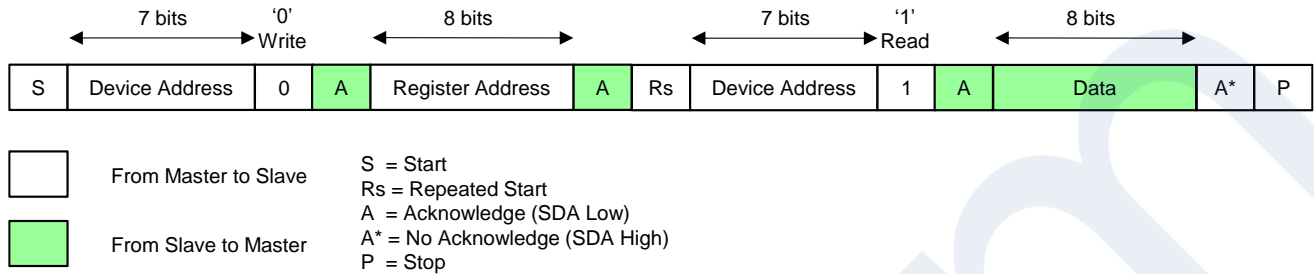 7 bits ‘0’ 8 bits 7 bits ‘1’ 8 bits
Write Read
S Device Address 0 A Register Address A Rs Device Address 1 A Data A* P
From Master to Slave
From Slave to Master
S = Start
Rs = Repeated Start
A = Acknowledge (SDA Low)
A* = No Acknowledge (SDA High)
P = Stop